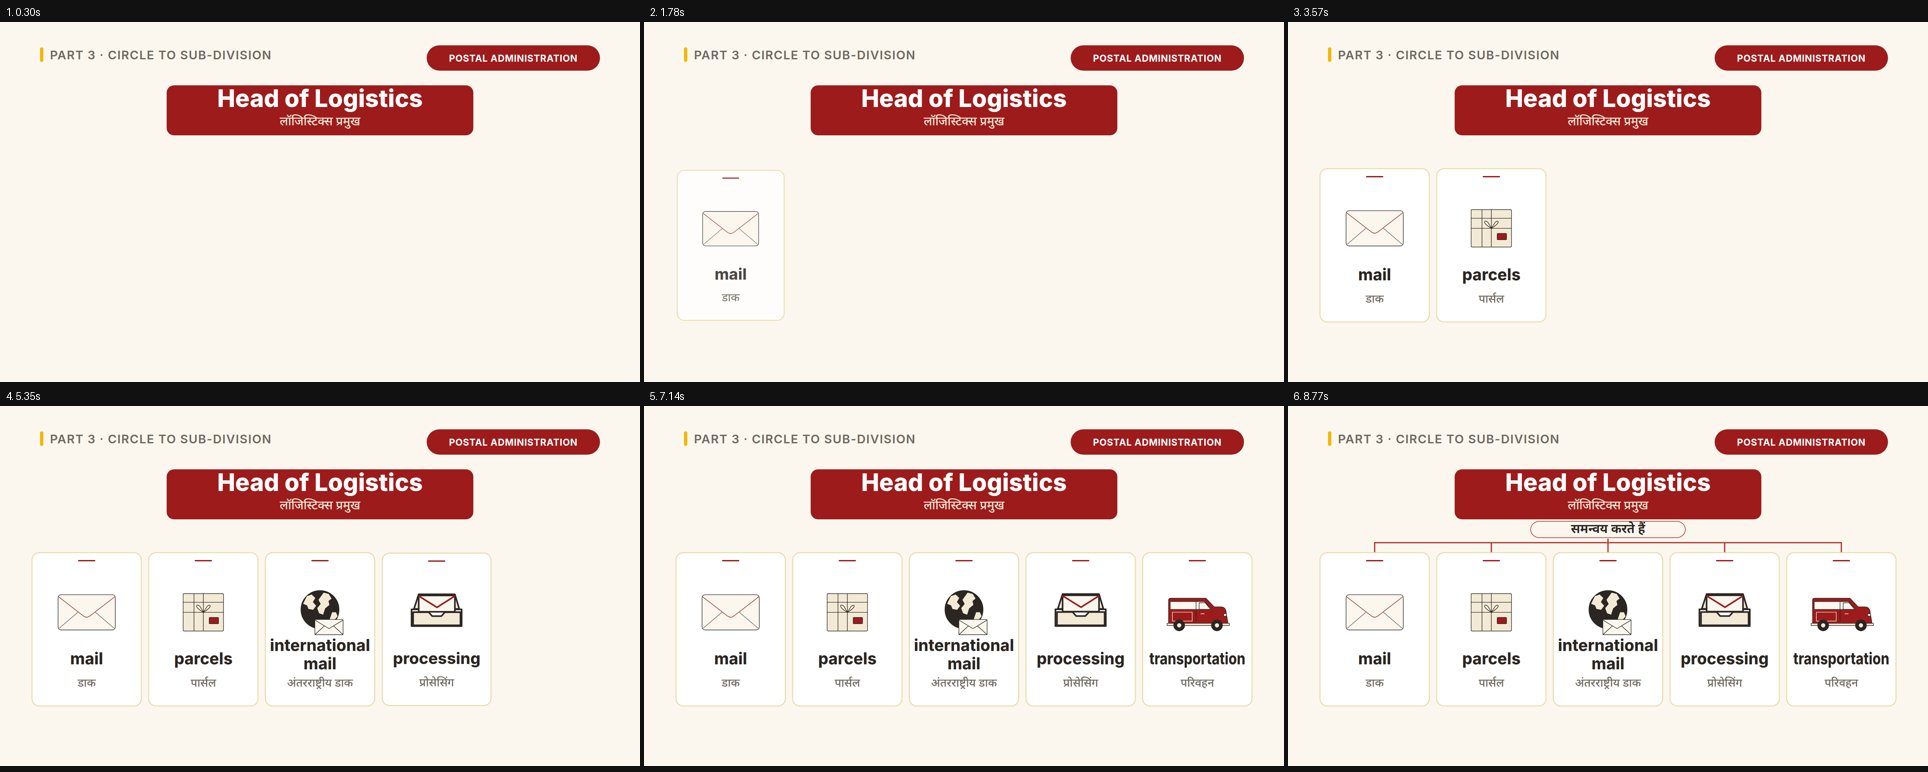 1. 0.30s
PART 3 · CIRCLE TO SUB-DIVISION
POSTAL ADMINISTRATION
Head of Logistics
लॉजिस्टिक्स प्रमुख
2. 1.78s
PART 3 · CIRCLE TO SUB-DIVISION
POSTAL ADMINISTRATION
Head of Logistics
लॉजिस्टिक्स प्रमुख
mail
डाक
3. 3.57s
PART 3 · CIRCLE TO SUB-DIVISION
POSTAL ADMINISTRATION
Head of Logistics
लॉजिस्टिक्स प्रमुख
mail
डाक
parcels
पार्सल
4. 5.35s
PART 3 · CIRCLE TO SUB-DIVISION
POSTAL ADMINISTRATION
Head of Logistics
लॉजिस्टिक्स प्रमुख
mail
डाक
parcels
पार्सल
international
mail
अंतरराष्ट्रीय डाक
processing
प्रोसेसिंग
5. 7.14s
PART 3 · CIRCLE TO SUB-DIVISION
POSTAL ADMINISTRATION
Head of Logistics
लॉजिस्टिक्स प्रमुख
mail
डाक
parcels
पार्सल
international
mail
अंतरराष्ट्रीय डाक
processing
प्रोसेसिंग
transportation
परिवहन
6. 8.77s
PART 3 · CIRCLE TO SUB-DIVISION
POSTAL ADMINISTRATION
Head of Logistics
लॉजिस्टिक्स प्रमुख
समन्वय करते हैं
mail
डाक
parcels
पार्सल
international
mail
अंतरराष्ट्रीय डाक
processing
प्रोसेसिंग
transportation
परिवहन